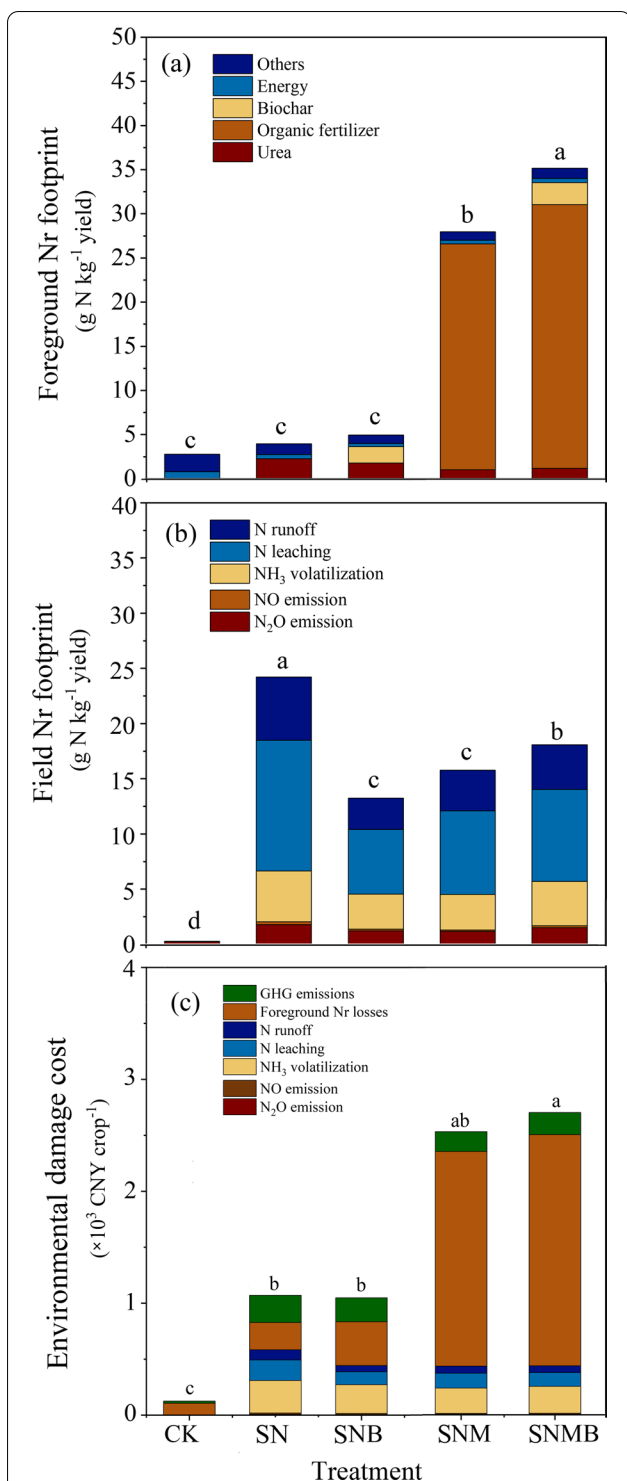 50
45
40
35
30
25
20
15
10
5
0
Foreground Nr footprint
(g N kg-1 yield)
(a)
Others
Energy
Biochar
Organic fertilizer
Urea
c
c
c
b
a
40
35
30
25
20
15
10
5
0
Field Nr footprint
(g N kg-1 yield)
(b)
N runoff
N leaching
NH3 volatilization
NO emission
N2O emission
d
a
c
c
b
4
3
2
1
0
Environmental damage cost
(×103 CNY crop-1)
(c)
GHG emissions
Foreground Nr losses
N runoff
N leaching
NH3 volatilization
NO emission
N2O emission
c
b
b
ab
a
CK SN SNB SNM SNMB
Treatment